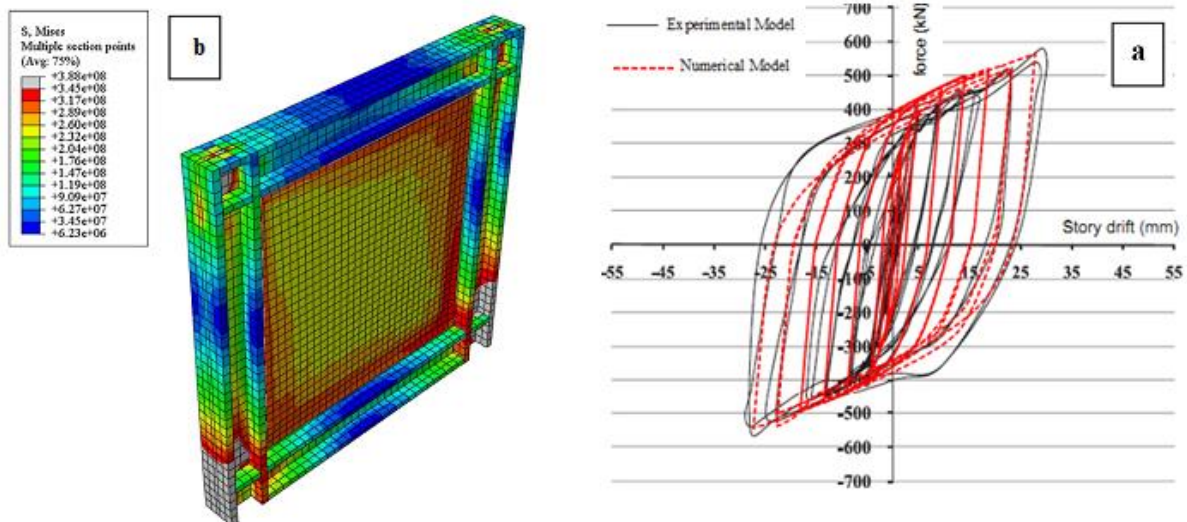 S, Mises
Multiple section points
(Avg: 75%)
+3.88e+08
+3.45e+08
+3.17e+08
+2.89e+08
+2.60e+08
+2.32e+08
+2.04e+08
+1.76e+08
+1.47e+08
+1.19e+08
+9.09e+07
+6.27e+07
+3.45e+07
+6.23e+06
b
Experimental Model
Numerical Model
a
force (kN)
Story drift (mm)
700
600
500
400
300
200
100
0
-100
-200
-300
-400
-500
-600
-700
-55 -45 -35 -25 -15 -5 5 15 25 35 45 55